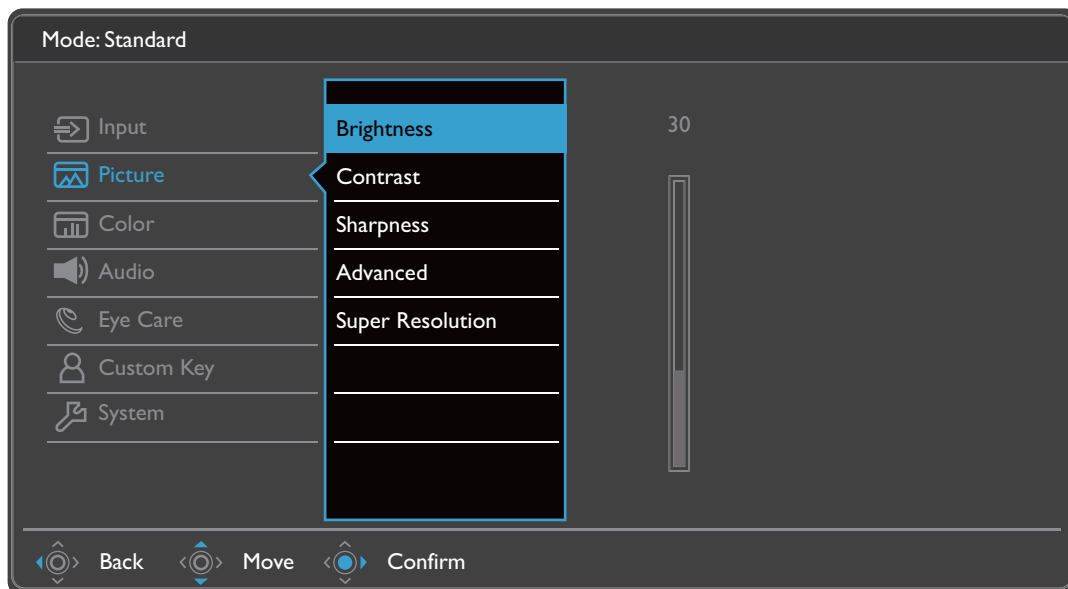 Mode: Standard
Input
Picture
Color
Audio
Eye Care
Custom Key
System
Brightness
Contrast
Sharpness
Advanced
Super Resolution
30
Back Move Confirm